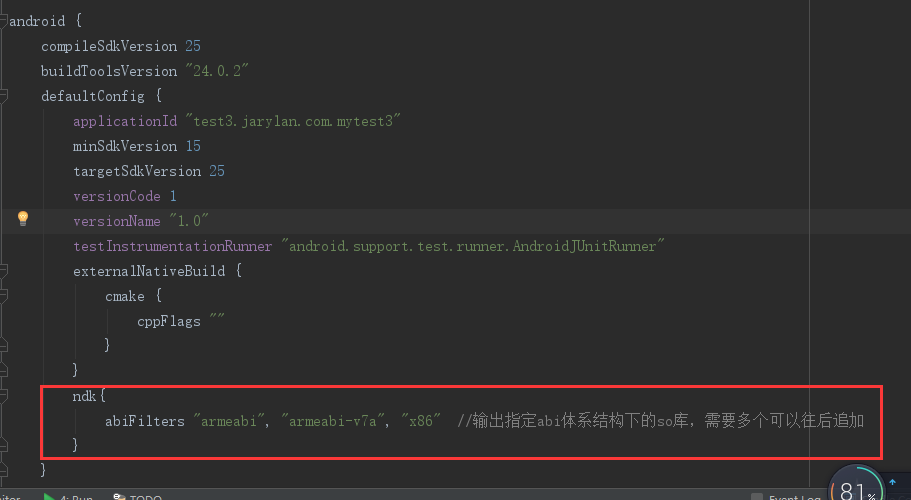 android {
compileSdkVersion 25
buildToolsVersion "24.0.2"
defaultConfig {
applicationId "test3.jarylan.com.mytest3"
minSdkVersion 15
targetSdkVersion 25
versionCode 1
versionName "1.0"
testInstrumentationRunner "android.support.test.runner.AndroidJUnitRunner"
externalNativeBuild {
cmake {
cppFlags ""
}
}
ndk{
abiFilters "armeabi", "armeabi-v7a", "x86" //输出指定abi体系结构下的so库，需要多个可以往后追加
}
}
4: Run TODO Event Log 81%